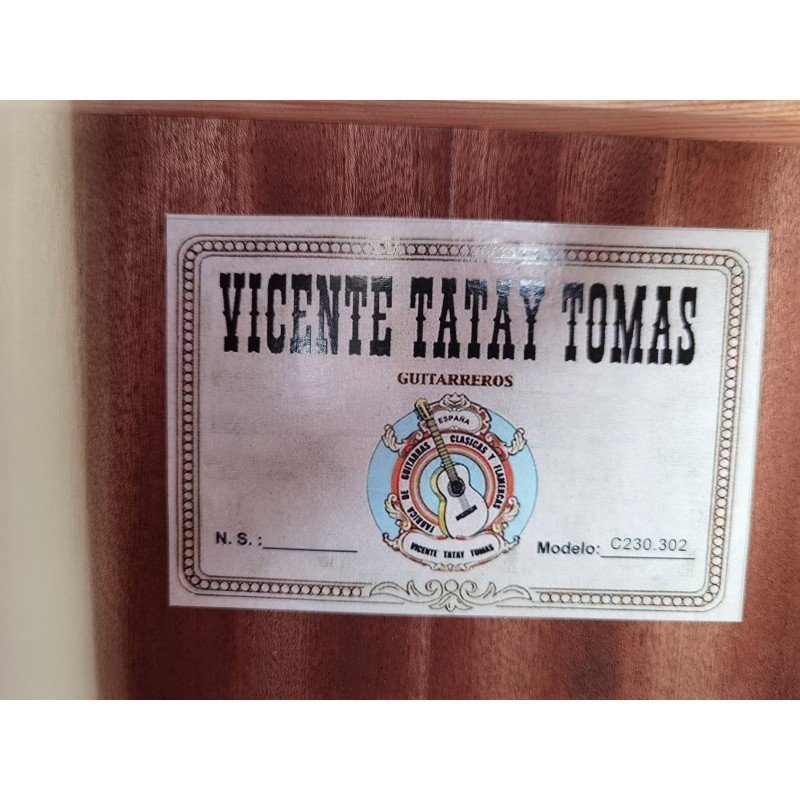 VICENTE TATAY TOMAS
GUITARREROS
ESPAÑA
FABRICA DE GUITARRAS CLASICAS Y FLAMENCAS
VICENTE TATAY TOMAS
N. S. :
Modelo: C230.302